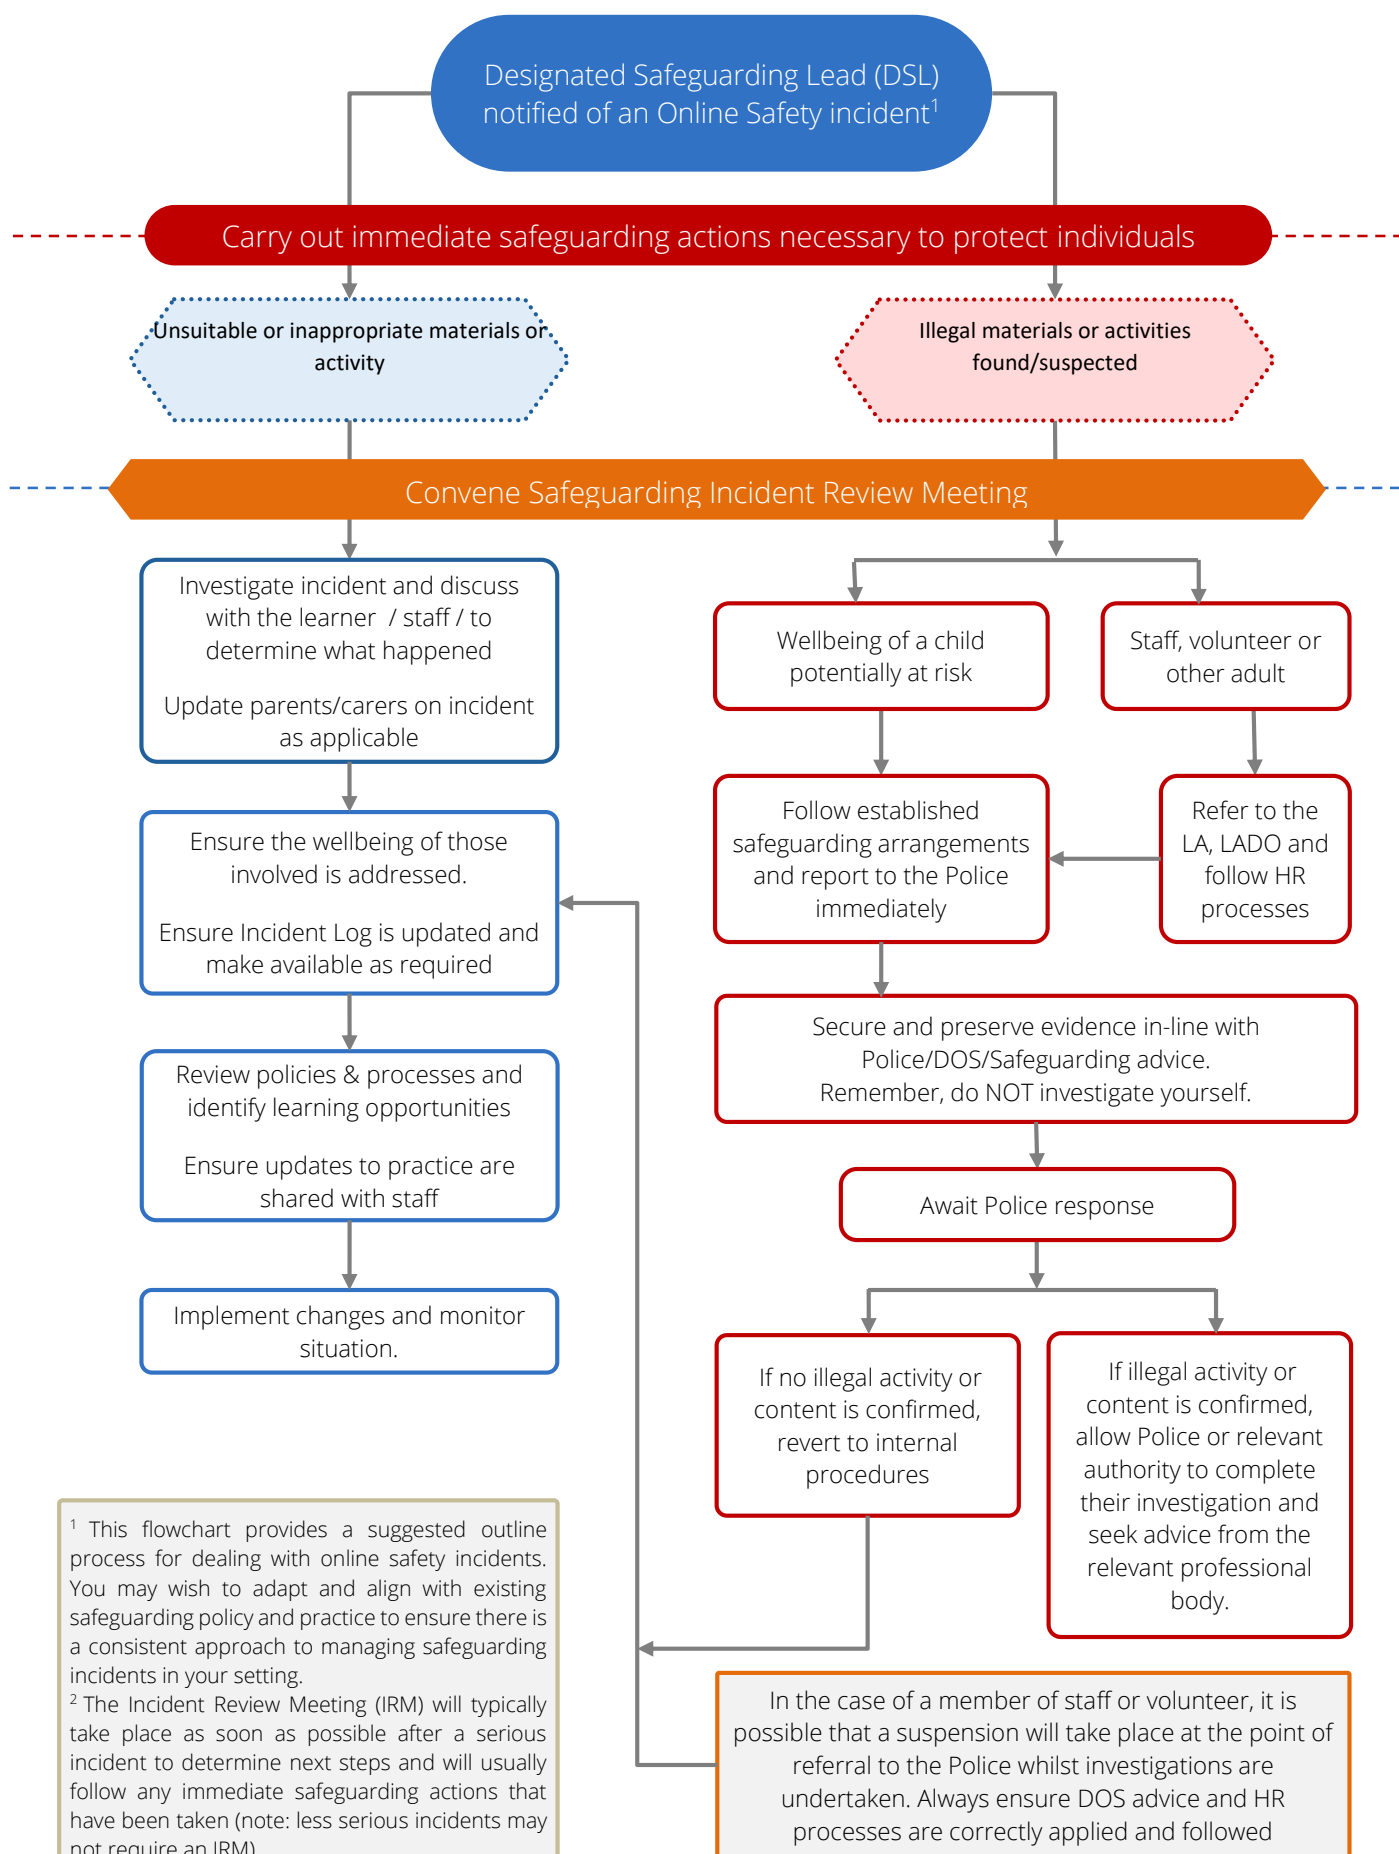 Designated Safeguarding Lead (DSL)
notified of an Online Safety incident1
Carry out immediate safeguarding actions necessary to protect individuals
Unsuitable or inappropriate materials or
activity
Illegal materials or activities
found/suspected
Convene Safeguarding Incident Review Meeting
Investigate incident and discuss
with the learner / staff / to
determine what happened
Update parents/carers on incident
as applicable
Ensure the wellbeing of those
involved is addressed.
Ensure Incident Log is updated and
make available as required
Review policies & processes and
identify learning opportunities
Ensure updates to practice are
shared with staff
Implement changes and monitor
situation.
Wellbeing of a child
potentially at risk
Staff, volunteer or
other adult
Follow established
safeguarding arrangements
and report to the Police
immediately
Refer to the
LA, LADO and
follow HR
processes
Secure and preserve evidence in-line with
Police/DOS/Safeguarding advice.
Remember, do NOT investigate yourself.
Await Police response
If no illegal activity or
content is confirmed,
revert to internal
procedures
If illegal activity or
content is confirmed,
allow Police or relevant
authority to complete
their investigation and
seek advice from the
relevant professional
body.
1 This flowchart provides a suggested outline
process for dealing with online safety incidents.
You may wish to adapt and align with existing
safeguarding policy and practice to ensure there is
a consistent approach to managing safeguarding
incidents in your setting.
2 The Incident Review Meeting (IRM) will typically
take place as soon as possible after a serious
incident to determine next steps and will usually
follow any immediate safeguarding actions that
have been taken (note: less serious incidents may
not require an IRM)
In the case of a member of staff or volunteer, it is
possible that a suspension will take place at the point of
referral to the Police whilst investigations are
undertaken. Always ensure DOS advice and HR
processes are correctly applied and followed